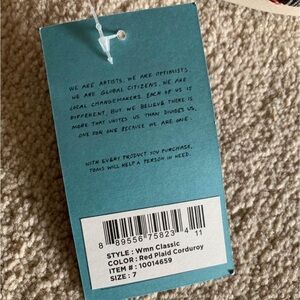 WE ARE ARTISTS. WE ARE OPTIMISTS.
WE ARE GLOBAL CITIZENS. WE ARE
LOCAL CHANGEMAKERS. EACH OF US IS
DIFFERENT, BUT WE BELIEVE THERE IS
MORE THAT UNITES US THAN DIVIDES US,
ONE FOR ONE BECAUSE WE ARE ONE.
WITH EVERY PRODUCT YOU PURCHASE,
TOMS WILL HELP A PERSON IN NEED.
8 89556 75823 4 11
STYLE : Wmn Classic
COLOR : Red Plaid Corduroy
ITEM # : 10014659
SIZE : 7